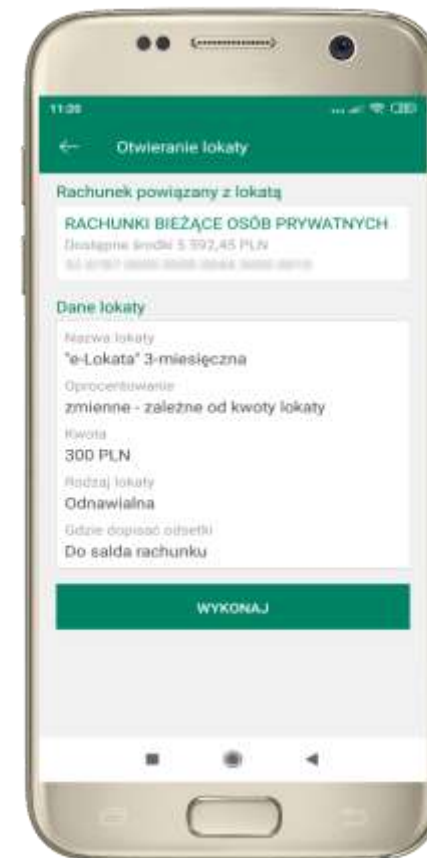 11:20
Otwieranie lokaty
Rachunek powiązany z lokatą
RACHUNKI BIEŻĄCE OSÓB PRYWATNYCH
Dostępne środki 5 592,45 PLN
Dane lokaty
Nazwa lokaty
"e-Lokata" 3-miesięczna
Oprocentowanie
zmienne - zależne od kwoty lokaty
Kwota
300 PLN
Rodzaj lokaty
Odnawialna
Gdzie dopisać odsetki
Do salda rachunku
WYKONAJ